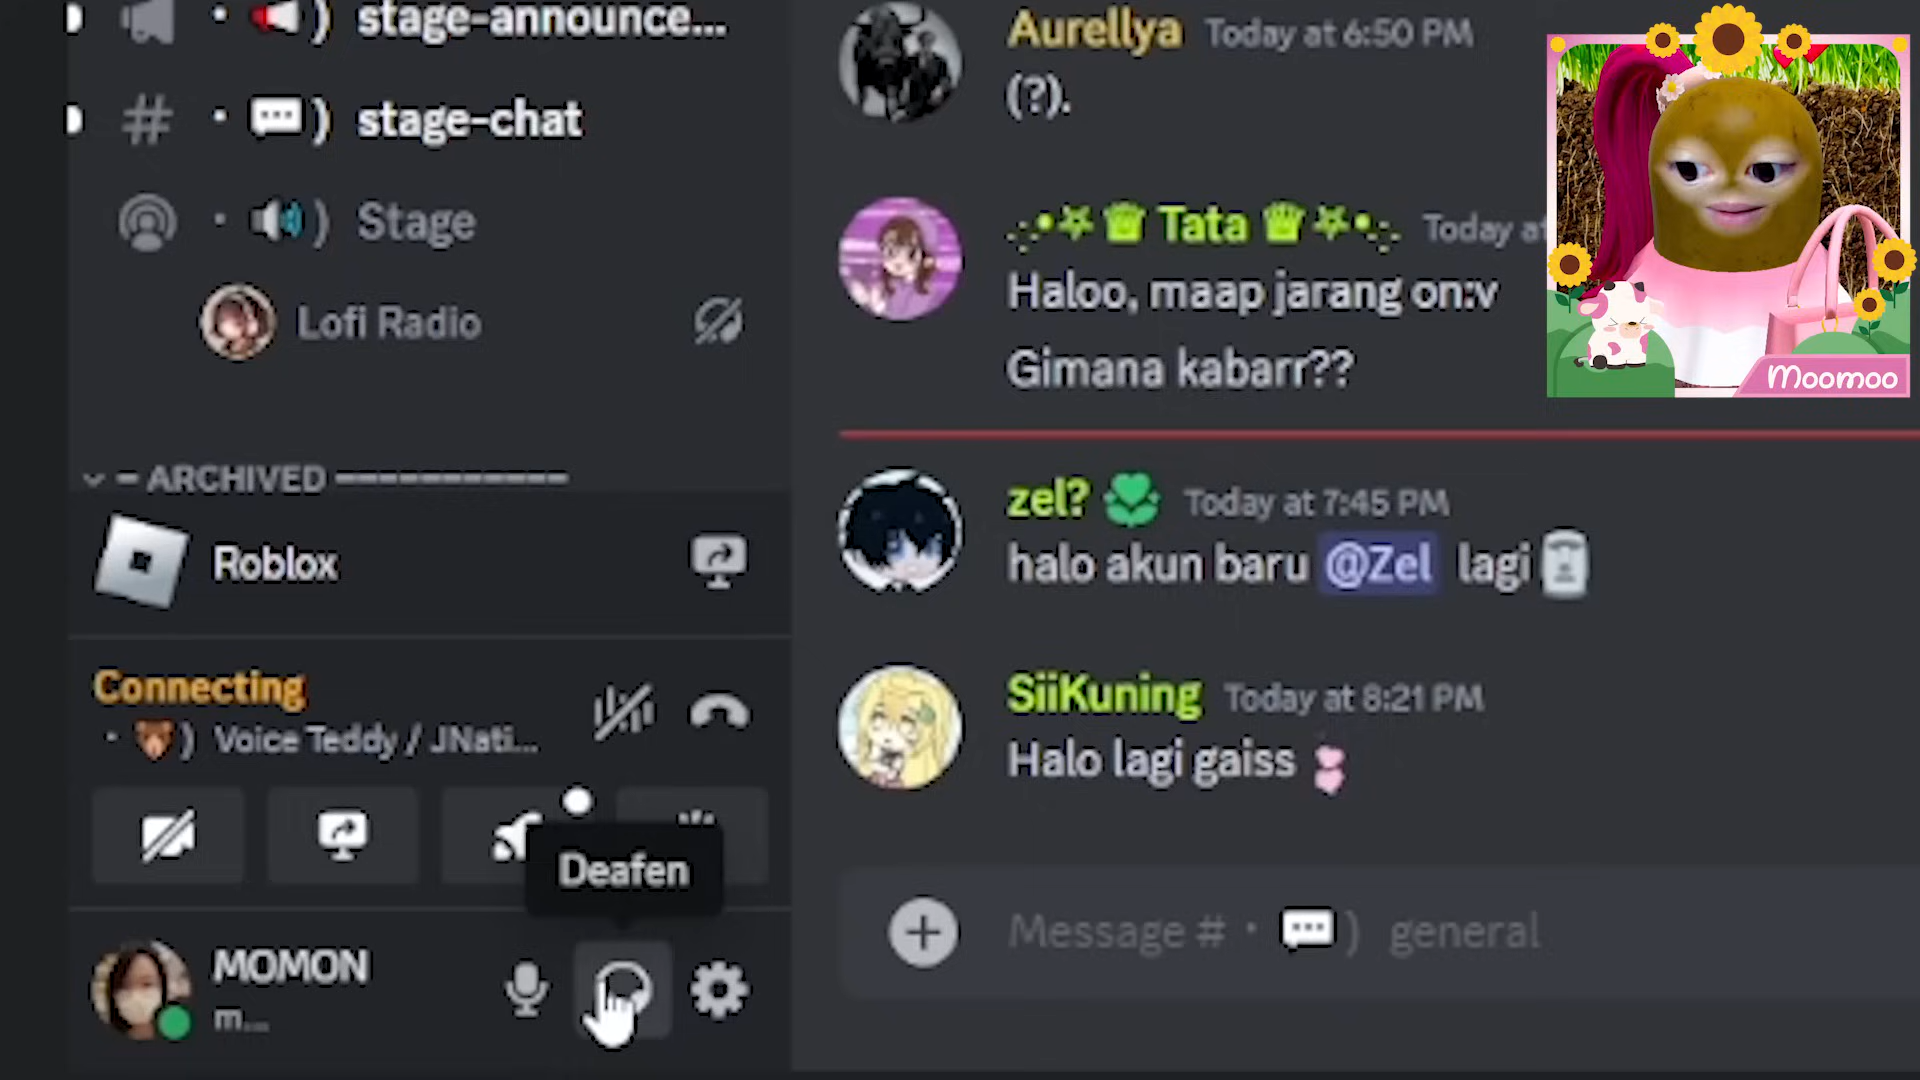 stage-announce...
stage-chat
Stage
Lofi Radio
ARCHIVED
Roblox
Connecting
Voice Teddy / JNati...
Deafen
MOMON
m...
Aurellya Today at 6:50 PM
(?).
Tata Today at
Haloo, maap jarang on:v
Gimana kabarr??
zel? Today at 7:45 PM
halo akun baru @Zel lagi
SiiKuning Today at 8:21 PM
Halo lagi gaiss
Message # general
Moomoo